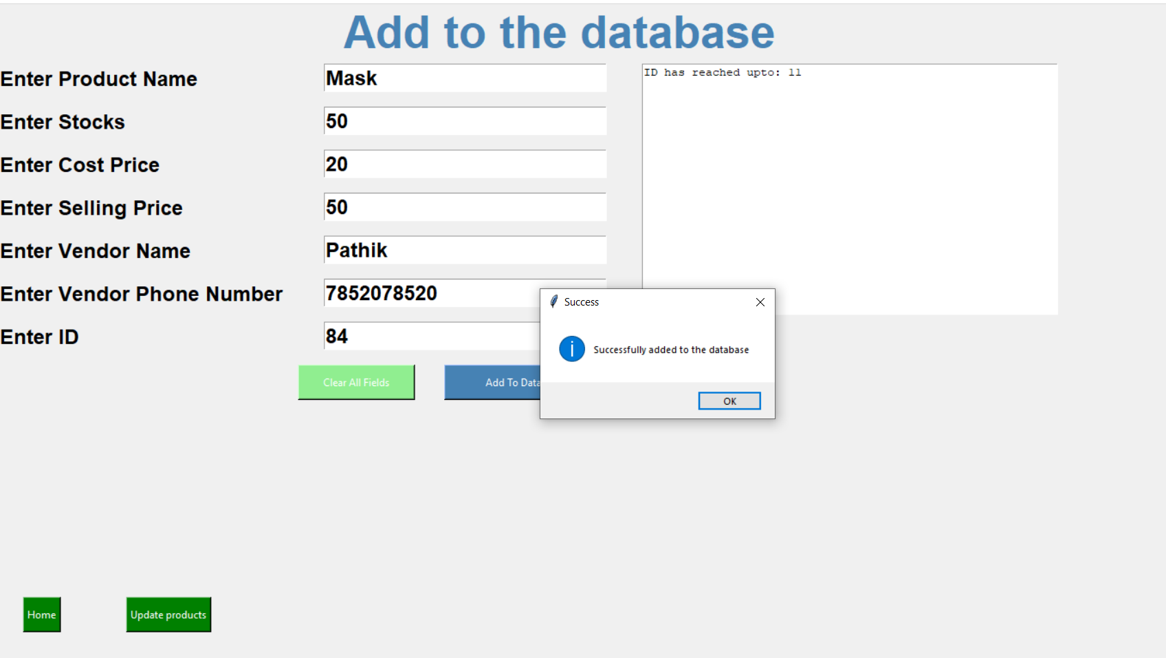 Add to the database
Enter Product Name Mask
ID has reached upto: 11
Enter Stocks 50
Enter Cost Price 20
Enter Selling Price 50
Enter Vendor Name Pathik
Enter Vendor Phone Number 7852078520
Success
Enter ID 84
Successfully added to the database
Clear All Fields Add To Data
OK
Home Update products